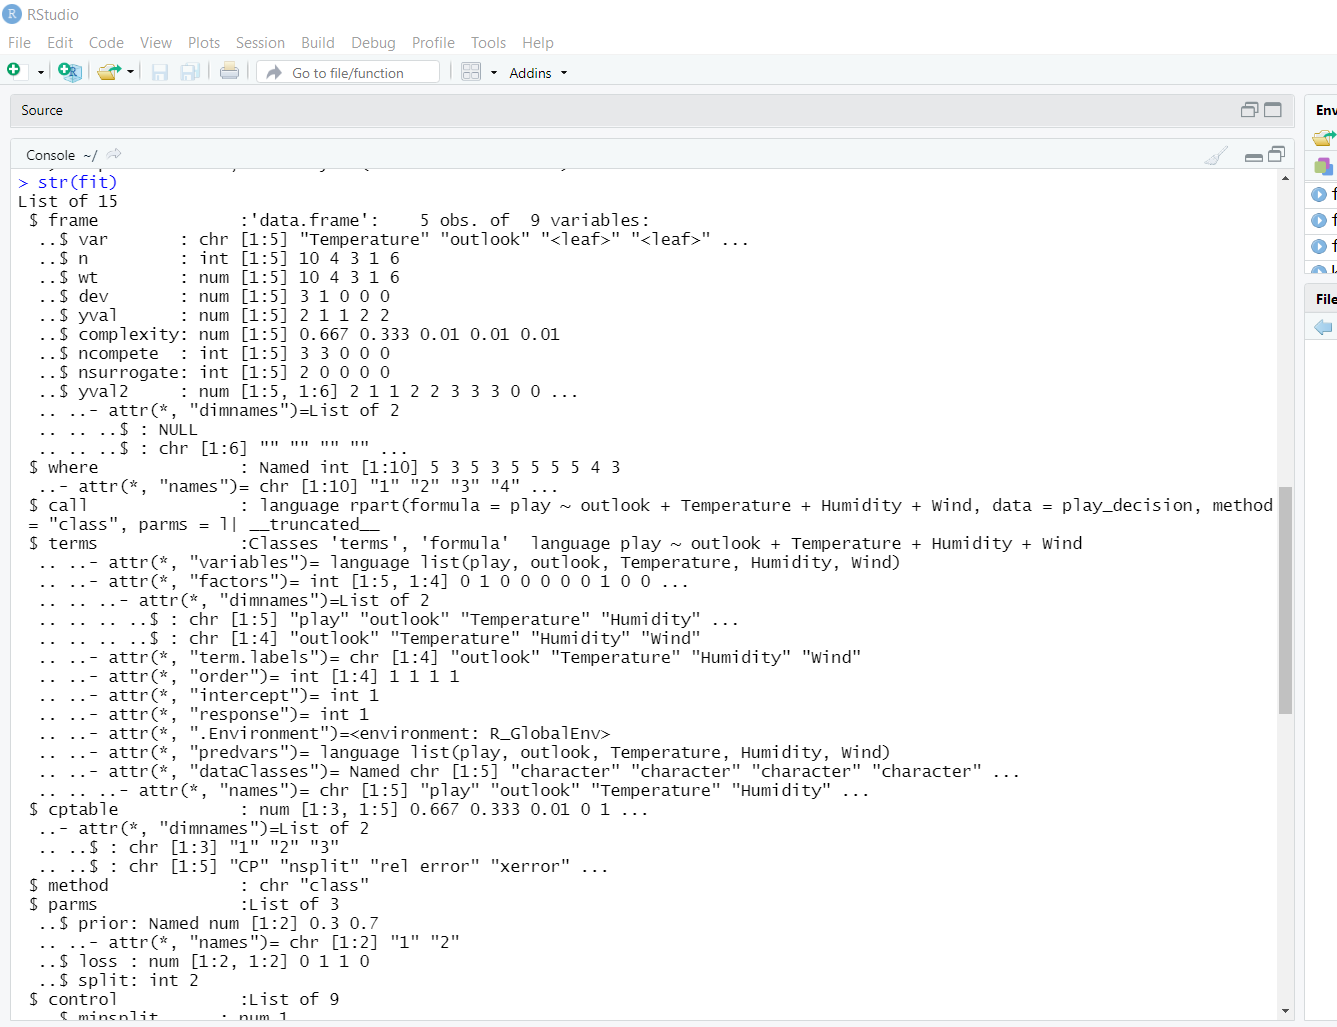 RStudio
File Edit Code View Plots Session Build Debug Profile Tools Help
Go to file/function Addins
Source
Env
Console ~/
> str(fit)
List of 15
 $ frame              :'data.frame':    5 obs. of  9 variables:
  ..$ var       : chr [1:5] "Temperature" "outlook" "<leaf>" "<leaf>" ...
  ..$ n         : int [1:5] 10 4 3 1 6
  ..$ wt        : num [1:5] 10 4 3 1 6
  ..$ dev       : num [1:5] 3 1 0 0 0
  ..$ yval      : num [1:5] 2 1 1 2 2
  ..$ complexity: num [1:5] 0.667 0.333 0.01 0.01 0.01
  ..$ ncompete  : int [1:5] 3 3 0 0 0
  ..$ nsurrogate: int [1:5] 2 0 0 0 0
  ..$ yval2     : num [1:5, 1:6] 2 1 1 2 2 3 3 3 0 0 ...
  .. ..- attr(*, "dimnames")=List of 2
  .. .. ..$ : NULL
  .. .. ..$ : chr [1:6] "" "" "" "" ...
 $ where              : Named int [1:10] 5 3 5 3 5 5 5 5 4 3
  ..- attr(*, "names")= chr [1:10] "1" "2" "3" "4" ...
 $ call               : language rpart(formula = play ~ outlook + Temperature + Humidity + Wind, data = play_decision, method
= "class", parms = l| __truncated__
 $ terms              :Classes 'terms', 'formula'  language play ~ outlook + Temperature + Humidity + Wind
  .. ..- attr(*, "variables")= language list(play, outlook, Temperature, Humidity, Wind)
  .. ..- attr(*, "factors")= int [1:5, 1:4] 0 1 0 0 0 0 0 1 0 0 ...
  .. .. ..- attr(*, "dimnames")=List of 2
  .. .. .. ..$ : chr [1:5] "play" "outlook" "Temperature" "Humidity" ...
  .. .. .. ..$ : chr [1:4] "outlook" "Temperature" "Humidity" "Wind"
  .. ..- attr(*, "term.labels")= chr [1:4] "outlook" "Temperature" "Humidity" "Wind"
  .. ..- attr(*, "order")= int [1:4] 1 1 1 1
  .. ..- attr(*, "intercept")= int 1
  .. ..- attr(*, "response")= int 1
  .. ..- attr(*, ".Environment")=<environment: R_GlobalEnv>
  .. ..- attr(*, "predvars")= language list(play, outlook, Temperature, Humidity, Wind)
  .. ..- attr(*, "dataClasses")= Named chr [1:5] "character" "character" "character" "character" ...
  .. .. ..- attr(*, "names")= chr [1:5] "play" "outlook" "Temperature" "Humidity" ...
 $ cptable            : num [1:3, 1:5] 0.667 0.333 0.01 0 1 ...
  ..- attr(*, "dimnames")=List of 2
  .. ..$ : chr [1:3] "1" "2" "3"
  .. ..$ : chr [1:5] "CP" "nsplit" "rel error" "xerror" ...
 $ method             : chr "class"
 $ parms              :List of 3
  ..$ prior: Named num [1:2] 0.3 0.7
  .. ..- attr(*, "names")= chr [1:2] "1" "2"
  ..$ loss : num [1:2, 1:2] 0 1 1 0
  ..$ split: int 2
 $ control            :List of 9
  ..$ minsplit      : num 1
File